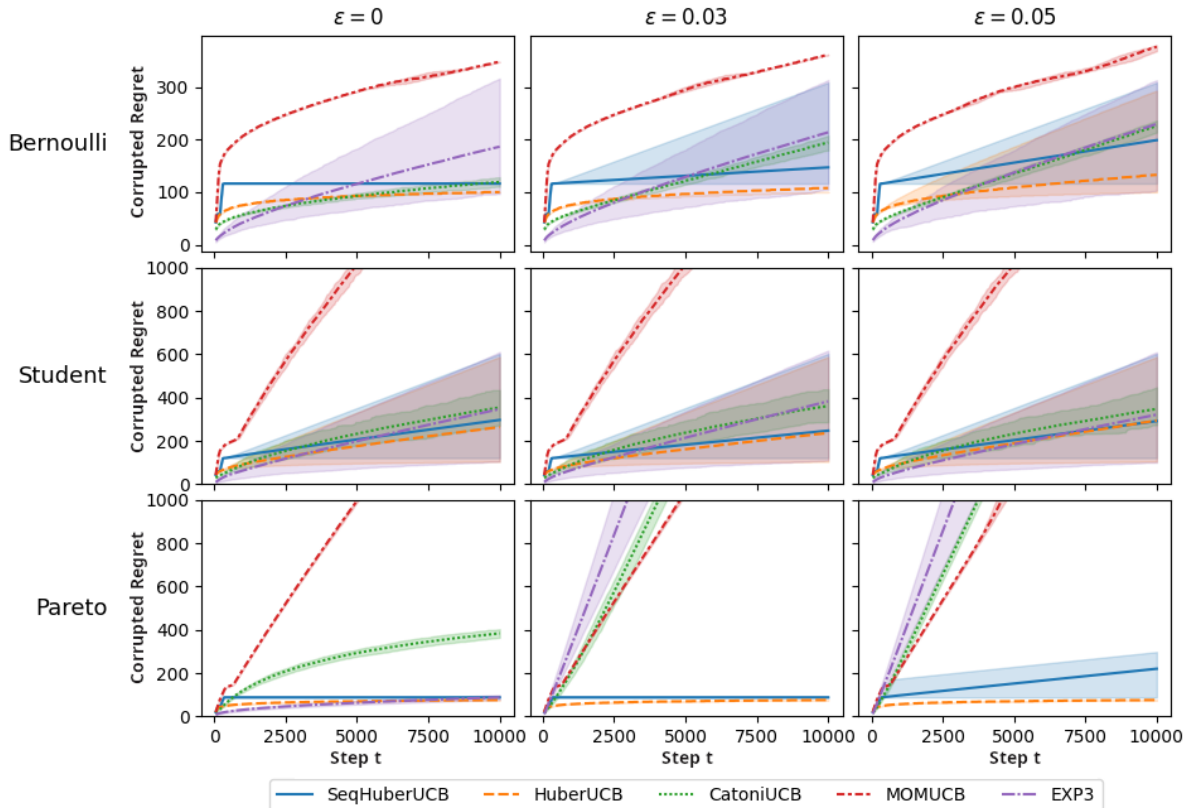 ε = 0 ε = 0.03 ε = 0.05
Bernoulli
Corrupted Regret
300
200
100
0
Student
Corrupted Regret
1000
800
600
400
200
0
Pareto
Corrupted Regret
1000
800
600
400
200
0
0 2500 5000 7500 10000 0 2500 5000 7500 10000 0 2500 5000 7500 10000
Step t Step t Step t
SeqHuberUCB HuberUCB CatoniUCB MOMUCB EXP3